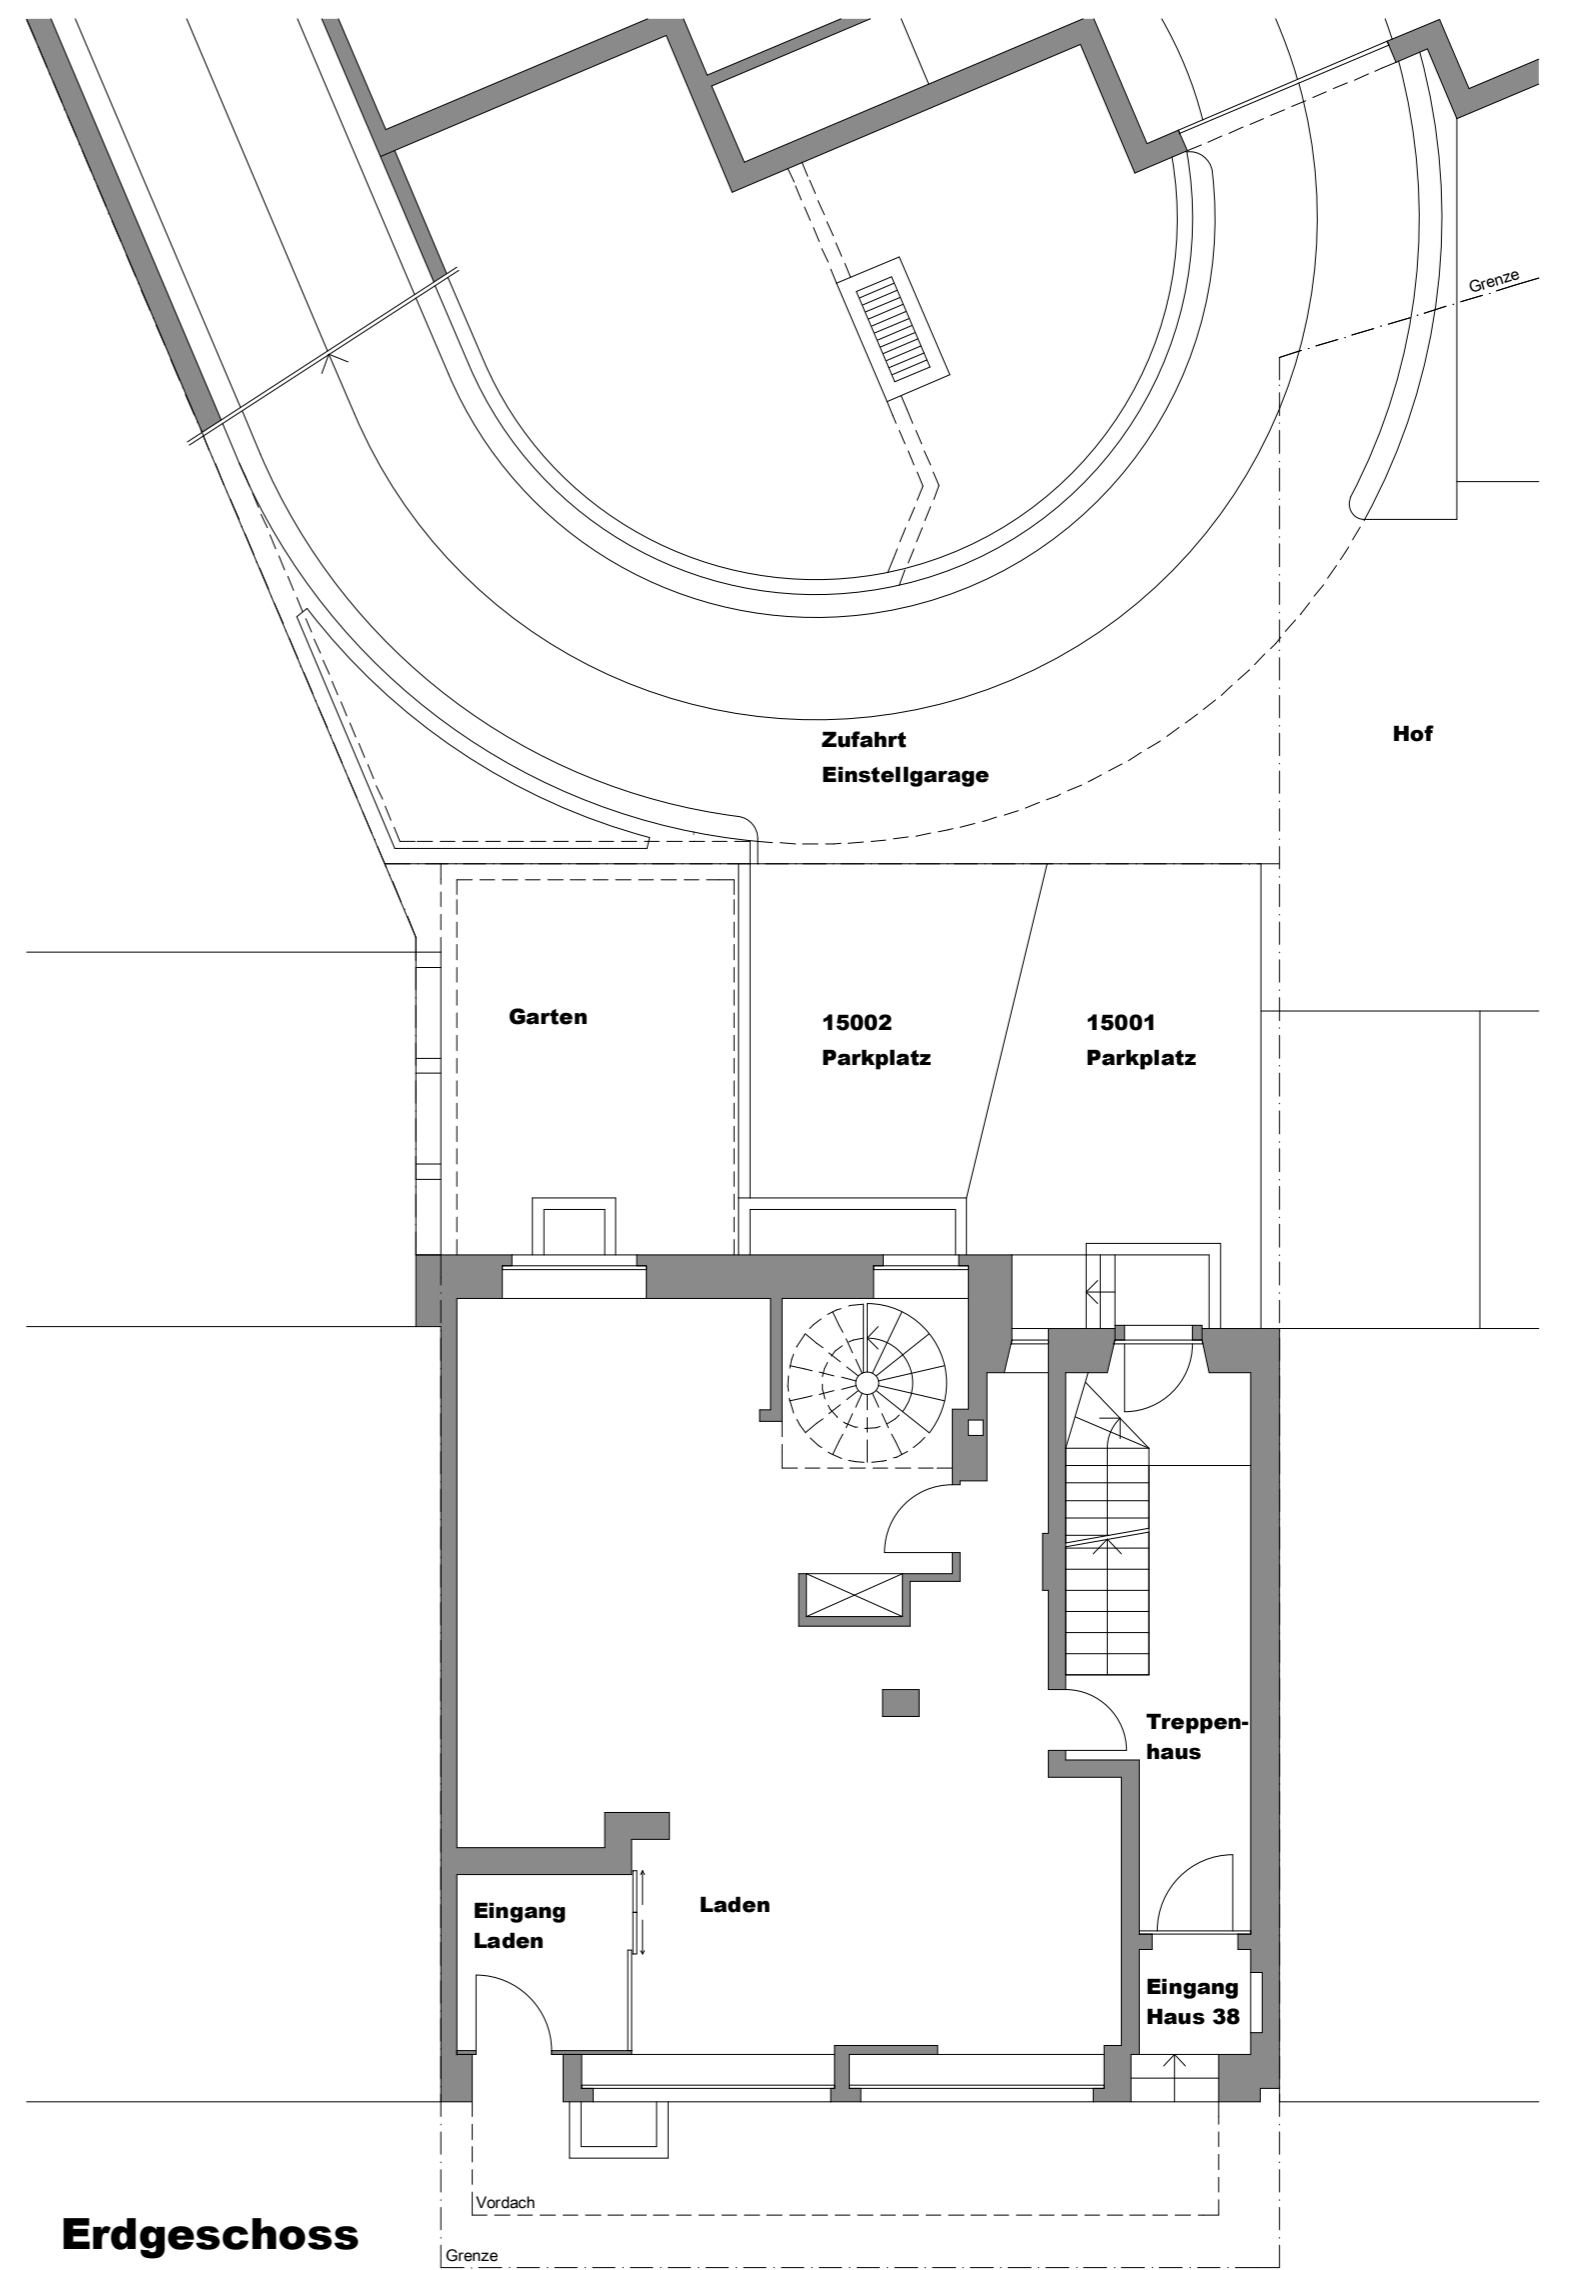 Grenze
Zufahrt
Einstellgarage
Hof
Garten
15002
Parkplatz
15001
Parkplatz
Treppen-
haus
Eingang
Laden
Laden
Eingang
Haus 38
Vordach
Erdgeschoss
Grenze